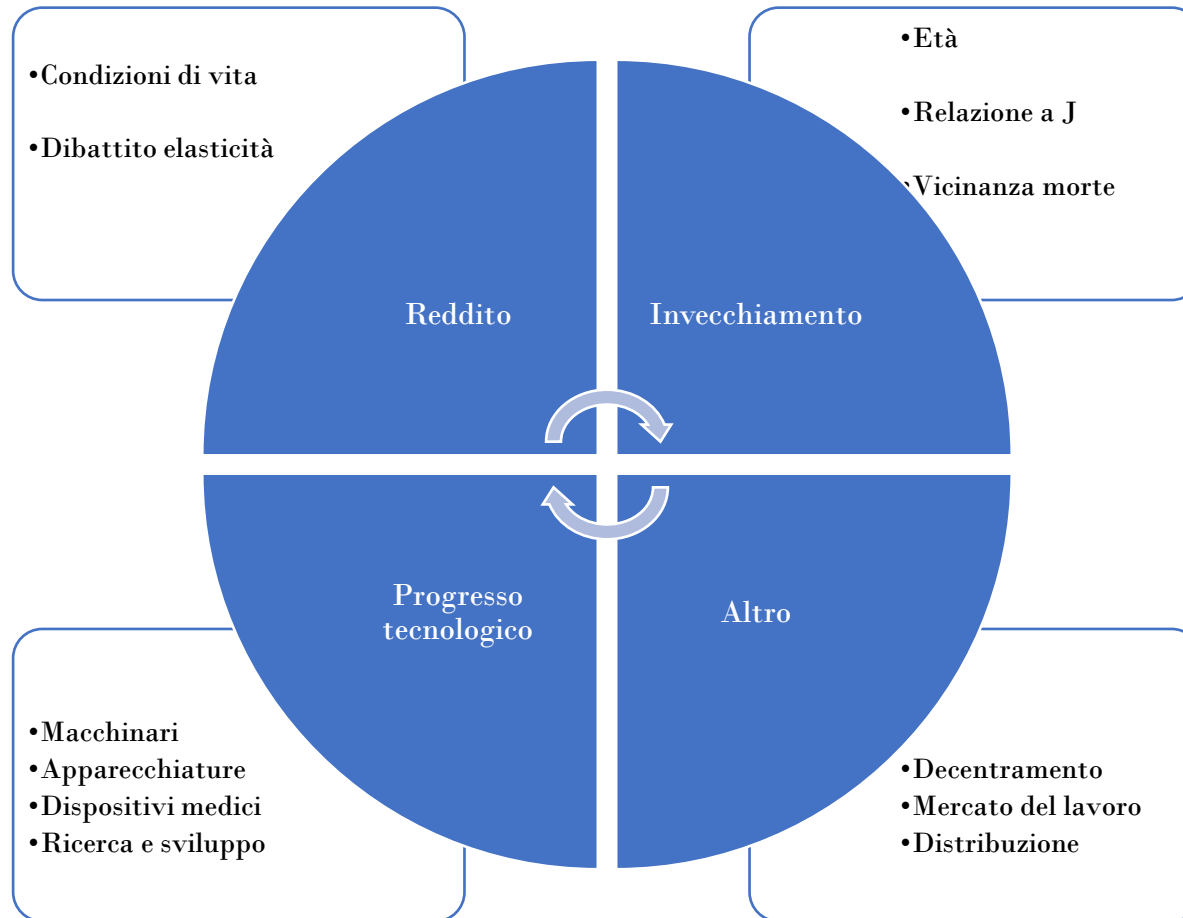 •Condizioni di vita
•Dibattito elasticità
•Età
•Relazione a J
•Vicinanza morte
Reddito
Invecchiamento
Progresso
tecnologico
Altro
•Macchinari
•Apparecchiature
•Dispositivi medici
•Ricerca e sviluppo
•Decentramento
•Mercato del lavoro
•Distribuzione